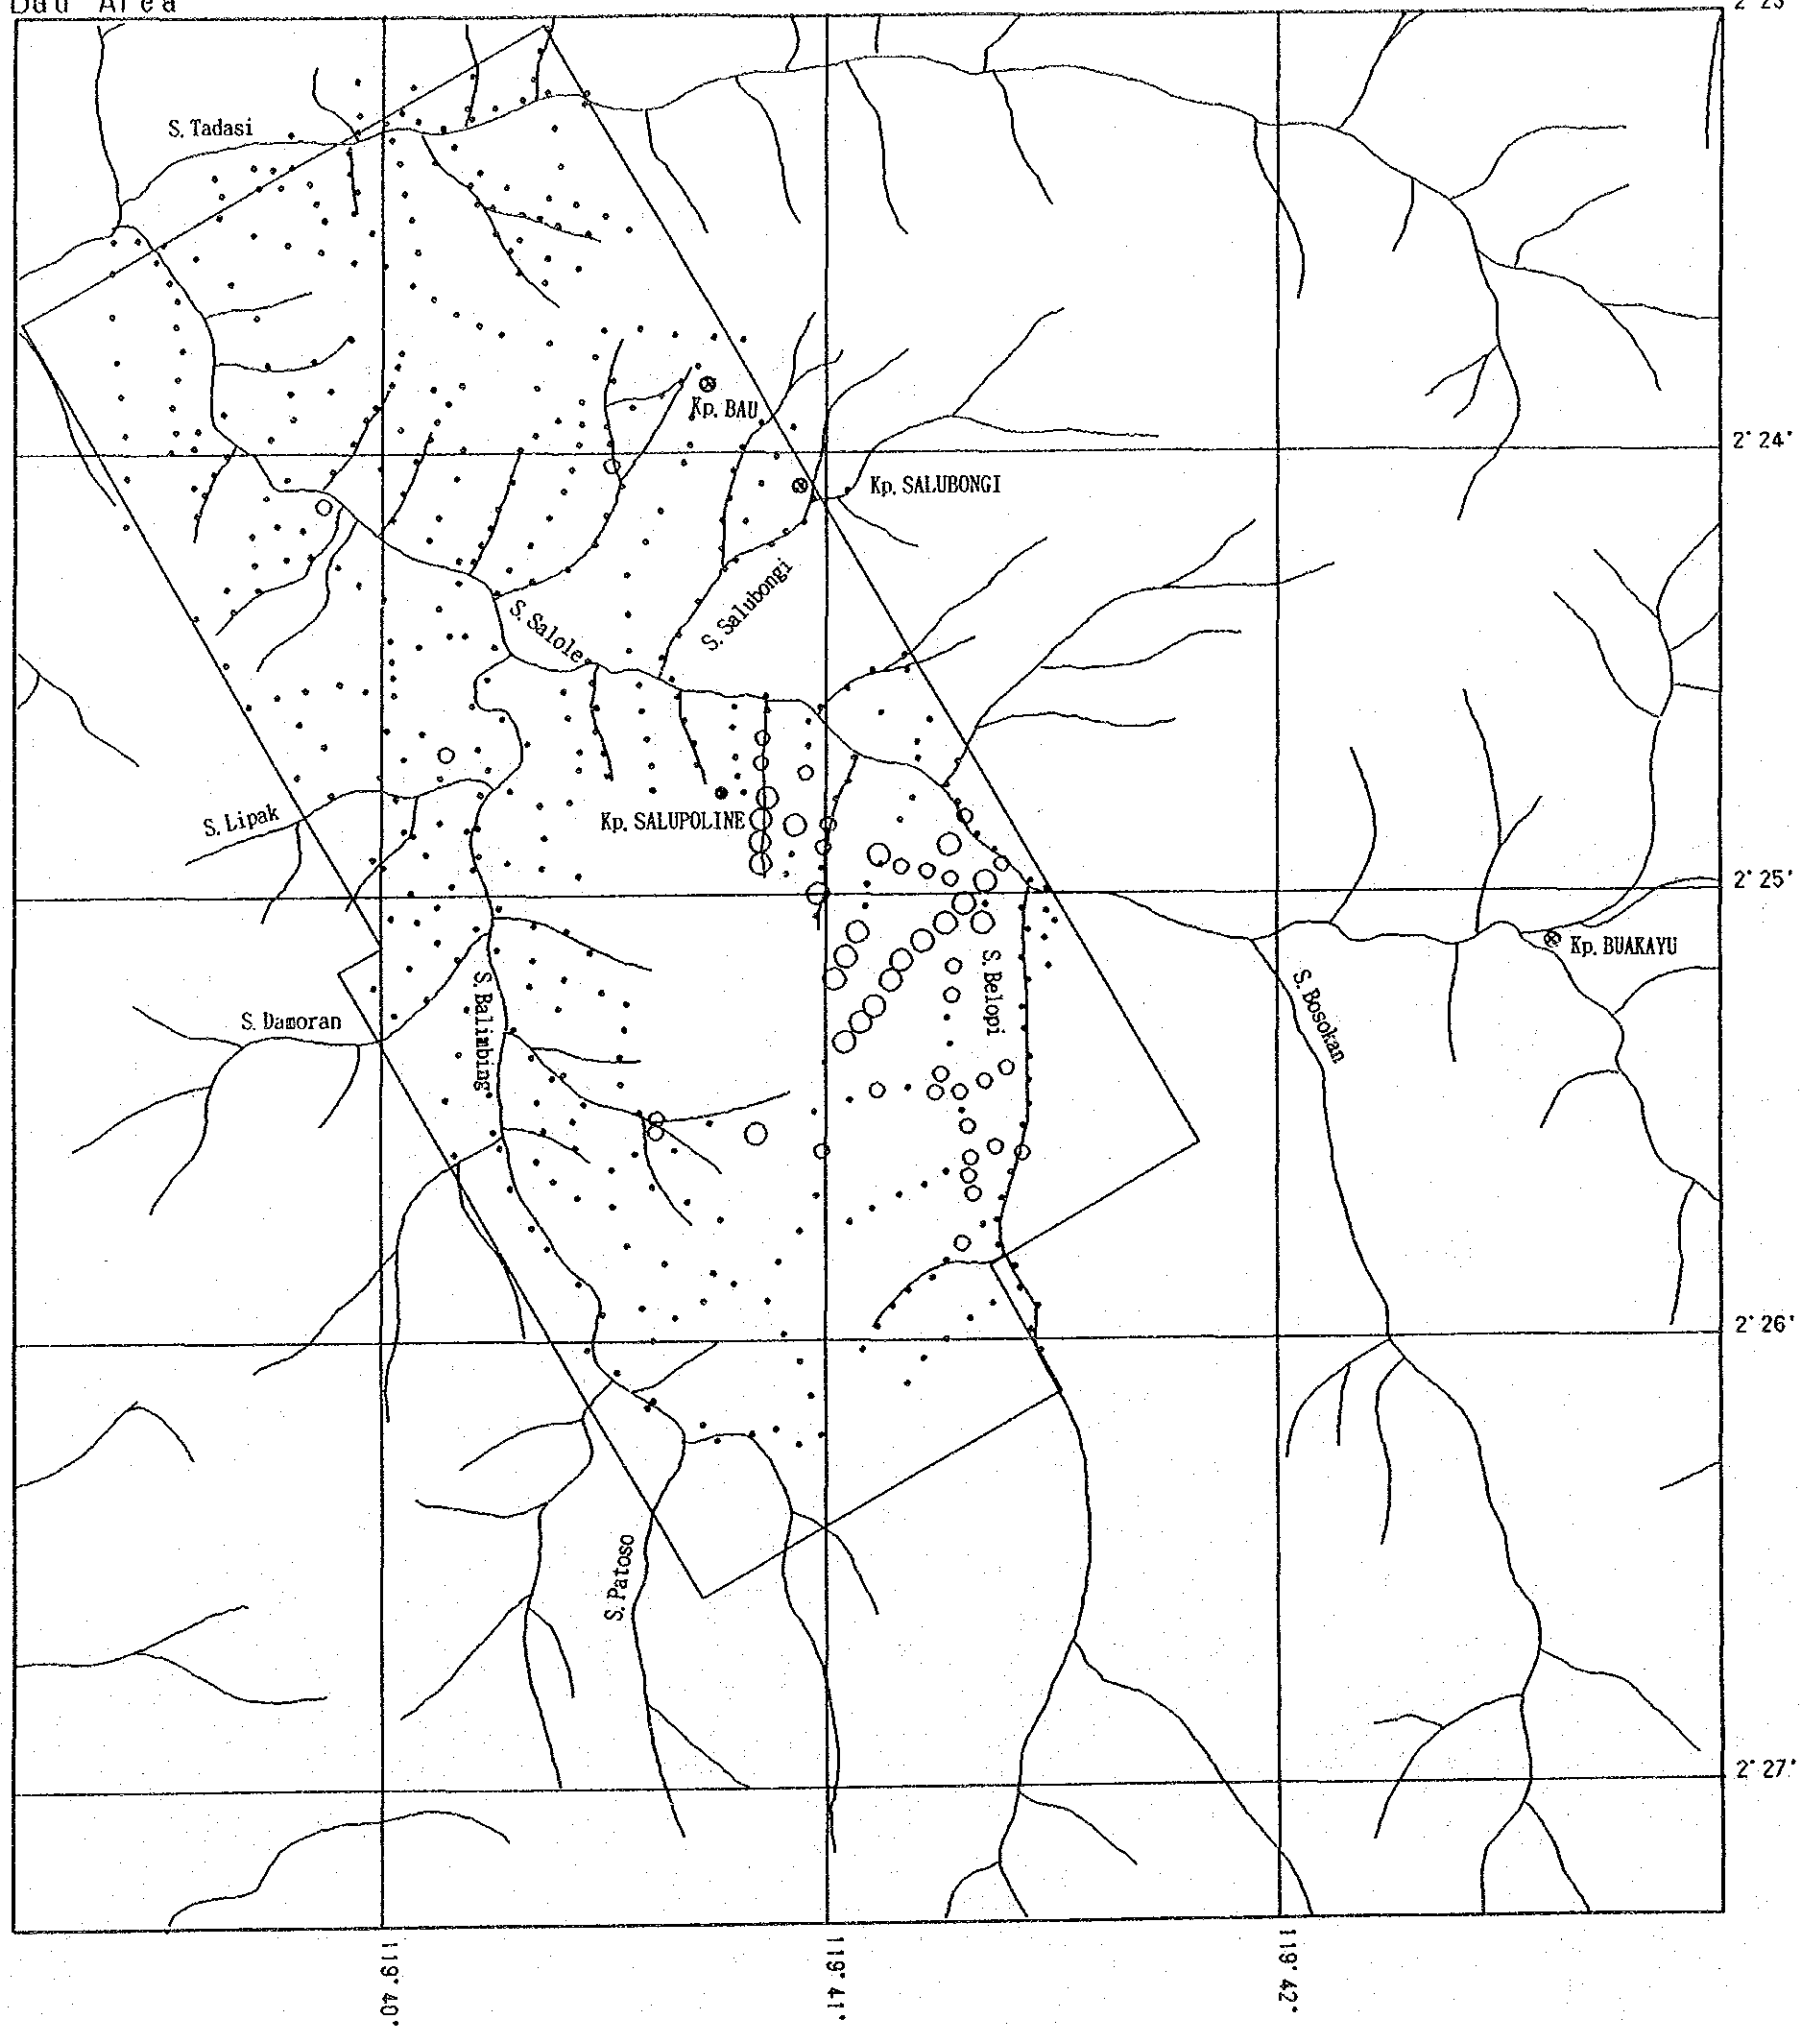 Bau Area
2° 23'
S. Tadasi
Kp. BAU
2° 24'
Kp. SALUBONGI
S. Salubongi
S. Salole
S. Lipak
Kp. SALUPOLINE
2° 25'
Kp. BUAKAYU
S. Belopi
S. Balimbing
S. Bosokan
S. Damoran
2° 26'
S. Patoso
2° 27'
119° 40'
119° 41'
119° 42'